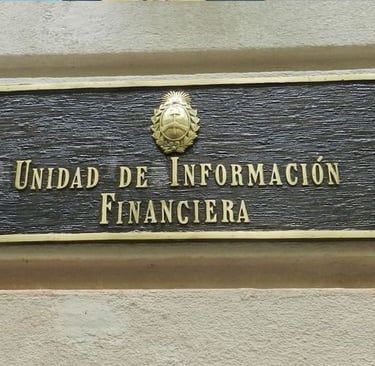 UNIDAD DE INFORMACIÓN
FINANCIERA